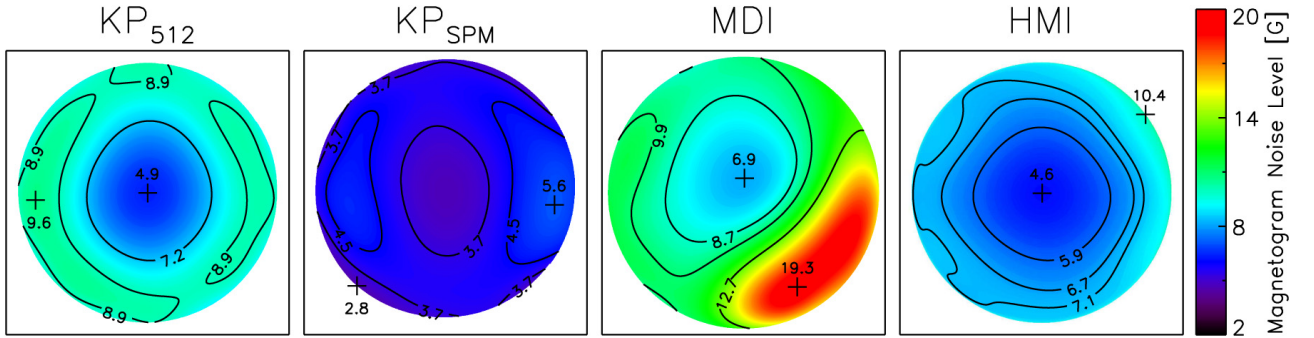 KP512 KPSPM MDI HMI
8.9 8.9 4.9 9.6 7.2 8.9 8.9
3.7 3.7 5.6 4.5 4.5 3.7 2.8 3.7 3.7
9.9 6.9 8.7 19.3 12.7
10.4 4.6 5.9 6.7 7.1
20 14 8 2
Magnetogram Noise Level [G]